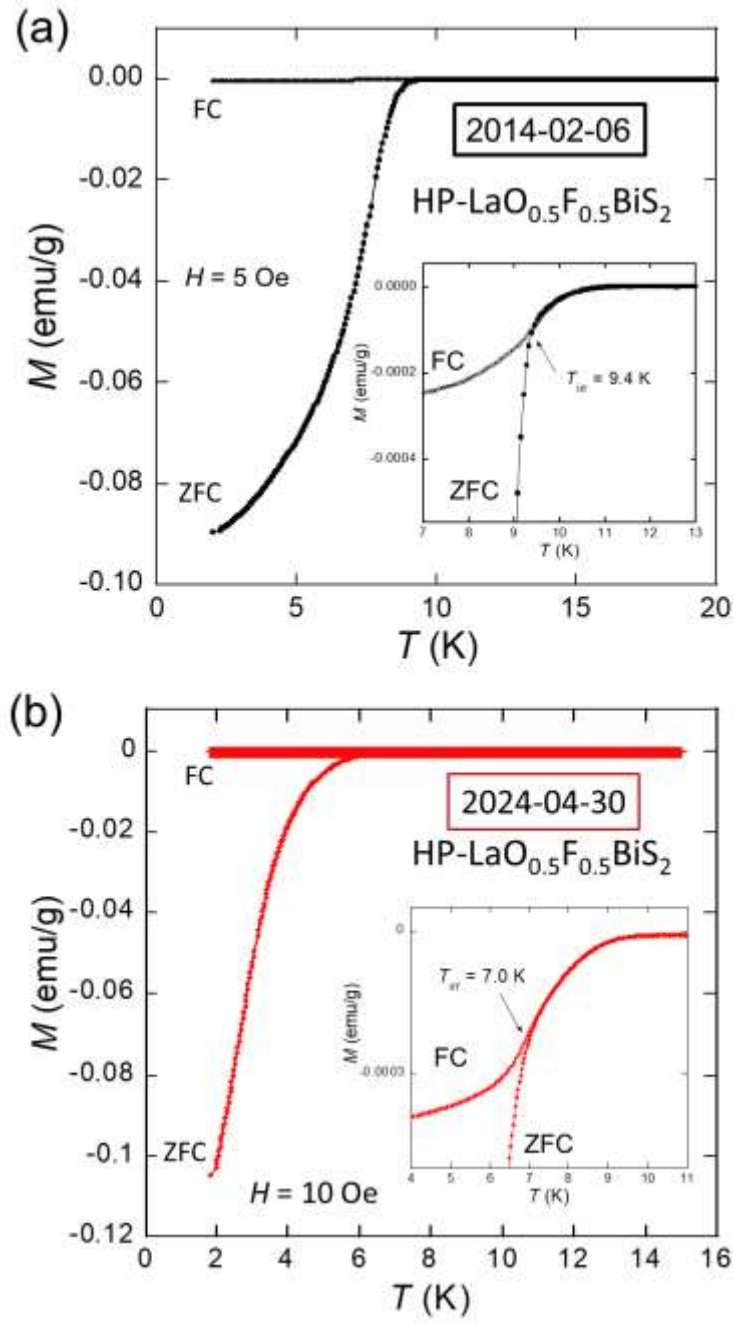 (a)
0.00
FC
2014-02-06
-0.02
HP-LaO0.5F0.5BiS2
M (emu/g)
-0.04
H = 5 Oe
0.0000
FC
M (emu/g)
-0.0002
Tirr = 9.4 K
-0.06
-0.0004
ZFC
-0.08
ZFC
7 8 9 10 11 12 13
T (K)
-0.10
0 5 10 15 20
T (K)
(b)
0
FC
2024-04-30
-0.02
HP-LaO0.5F0.5BiS2
-0.04
M (emu/g)
0
Tirr = 7.0 K
-0.06
M (emu/g)
FC
-0.0003
-0.08
ZFC
-0.1
ZFC
4 5 6 7 8 9 10 11
T (K)
H = 10 Oe
-0.12
0 2 4 6 8 10 12 14 16
T (K)